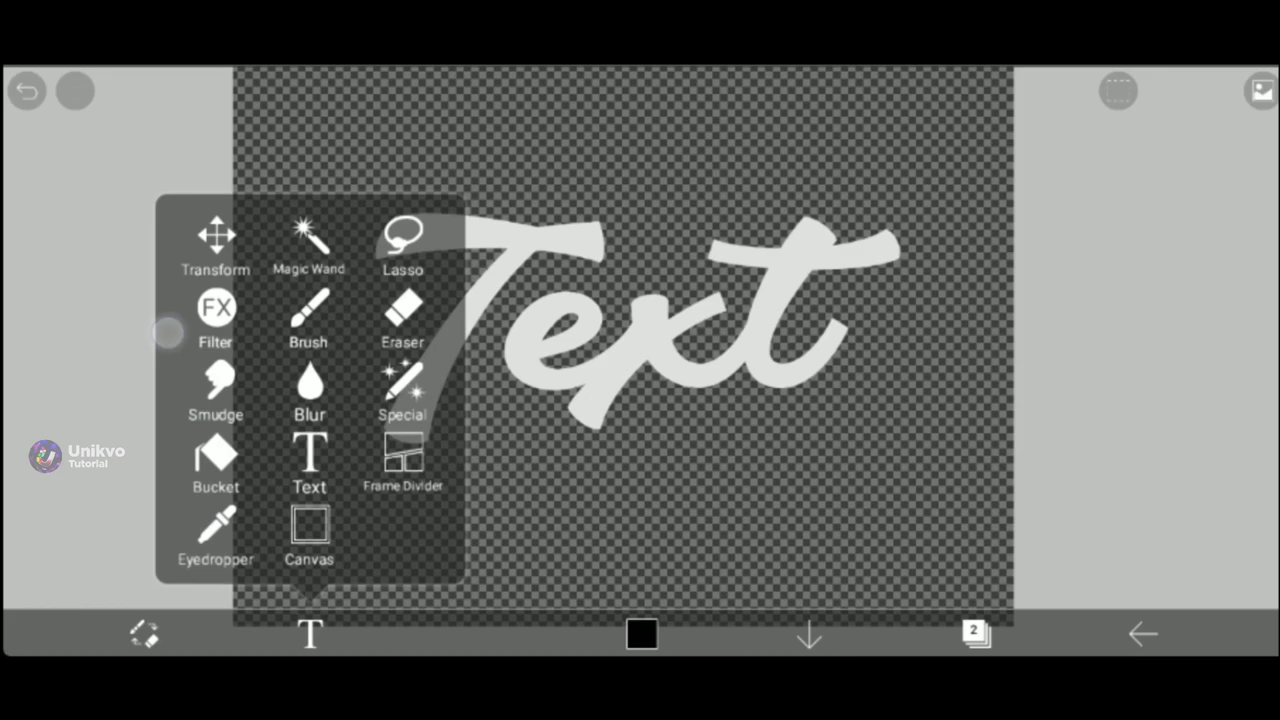 Text
Transform Magic Wand Lasso
FX
Filter Brush Eraser
Smudge Blur Special
T
Bucket Text Frame Divider
Eyedropper Canvas
Unikvo
Tutorial
T
2